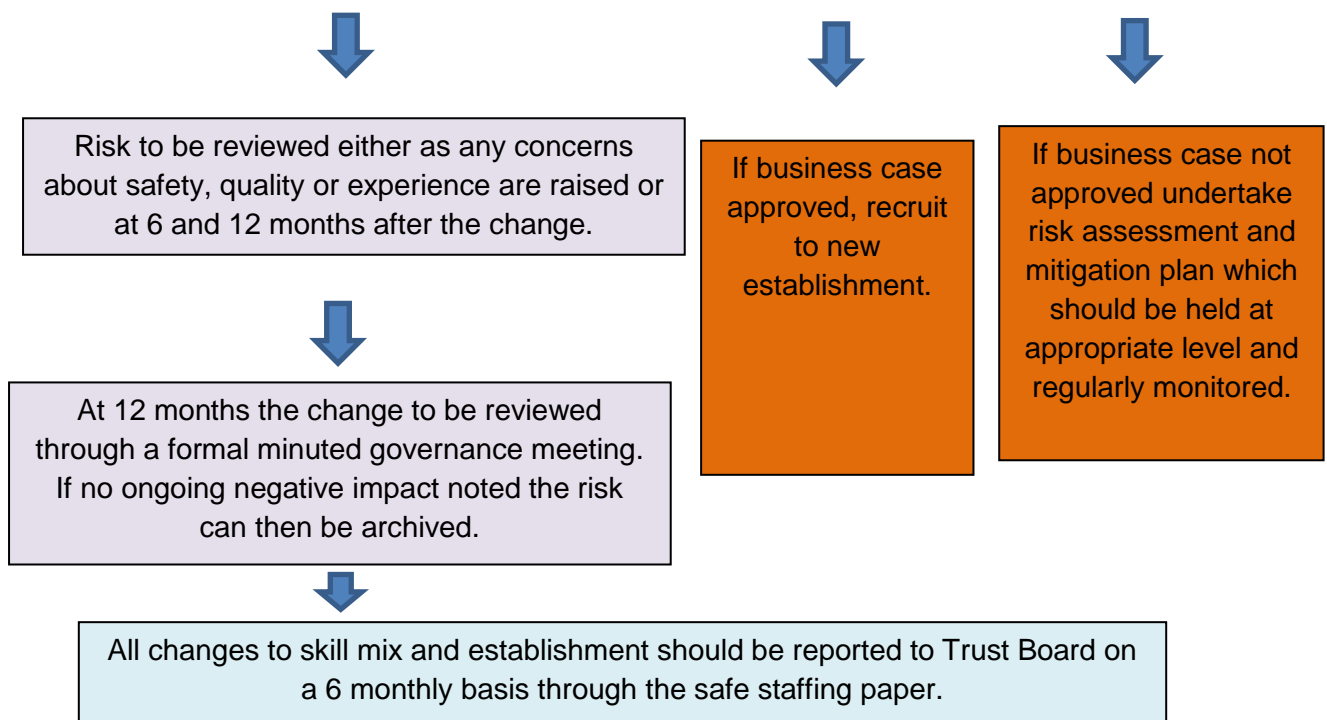 Risk to be reviewed either as any concerns
about safety, quality or experience are raised or
at 6 and 12 months after the change.
If business case
approved, recruit
to new
establishment.
If business case not
approved undertake
risk assessment and
mitigation plan which
should be held at
appropriate level and
regularly monitored.
At 12 months the change to be reviewed
through a formal minuted governance meeting.
If no ongoing negative impact noted the risk
can then be archived.
All changes to skill mix and establishment should be reported to Trust Board on
a 6 monthly basis through the safe staffing paper.